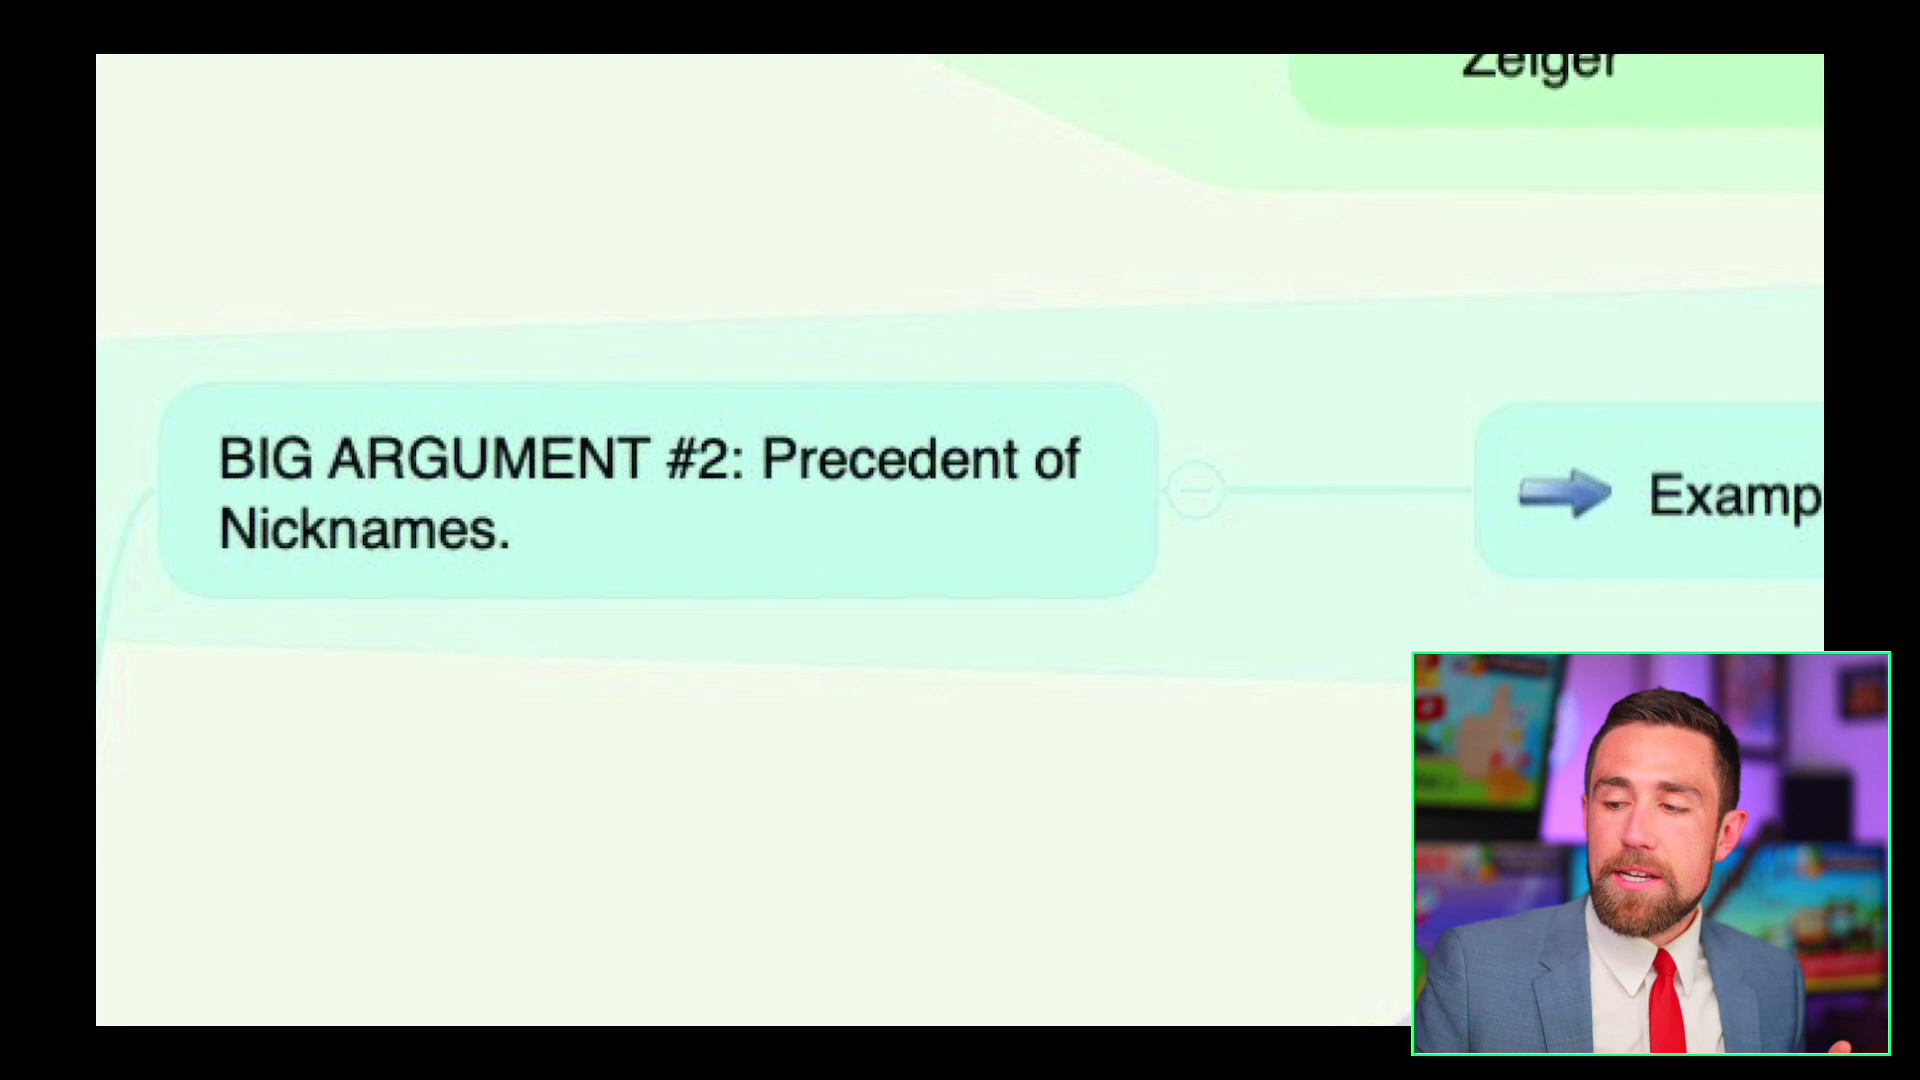 Zeiger
BIG ARGUMENT #2: Precedent of
Nicknames.
Examp